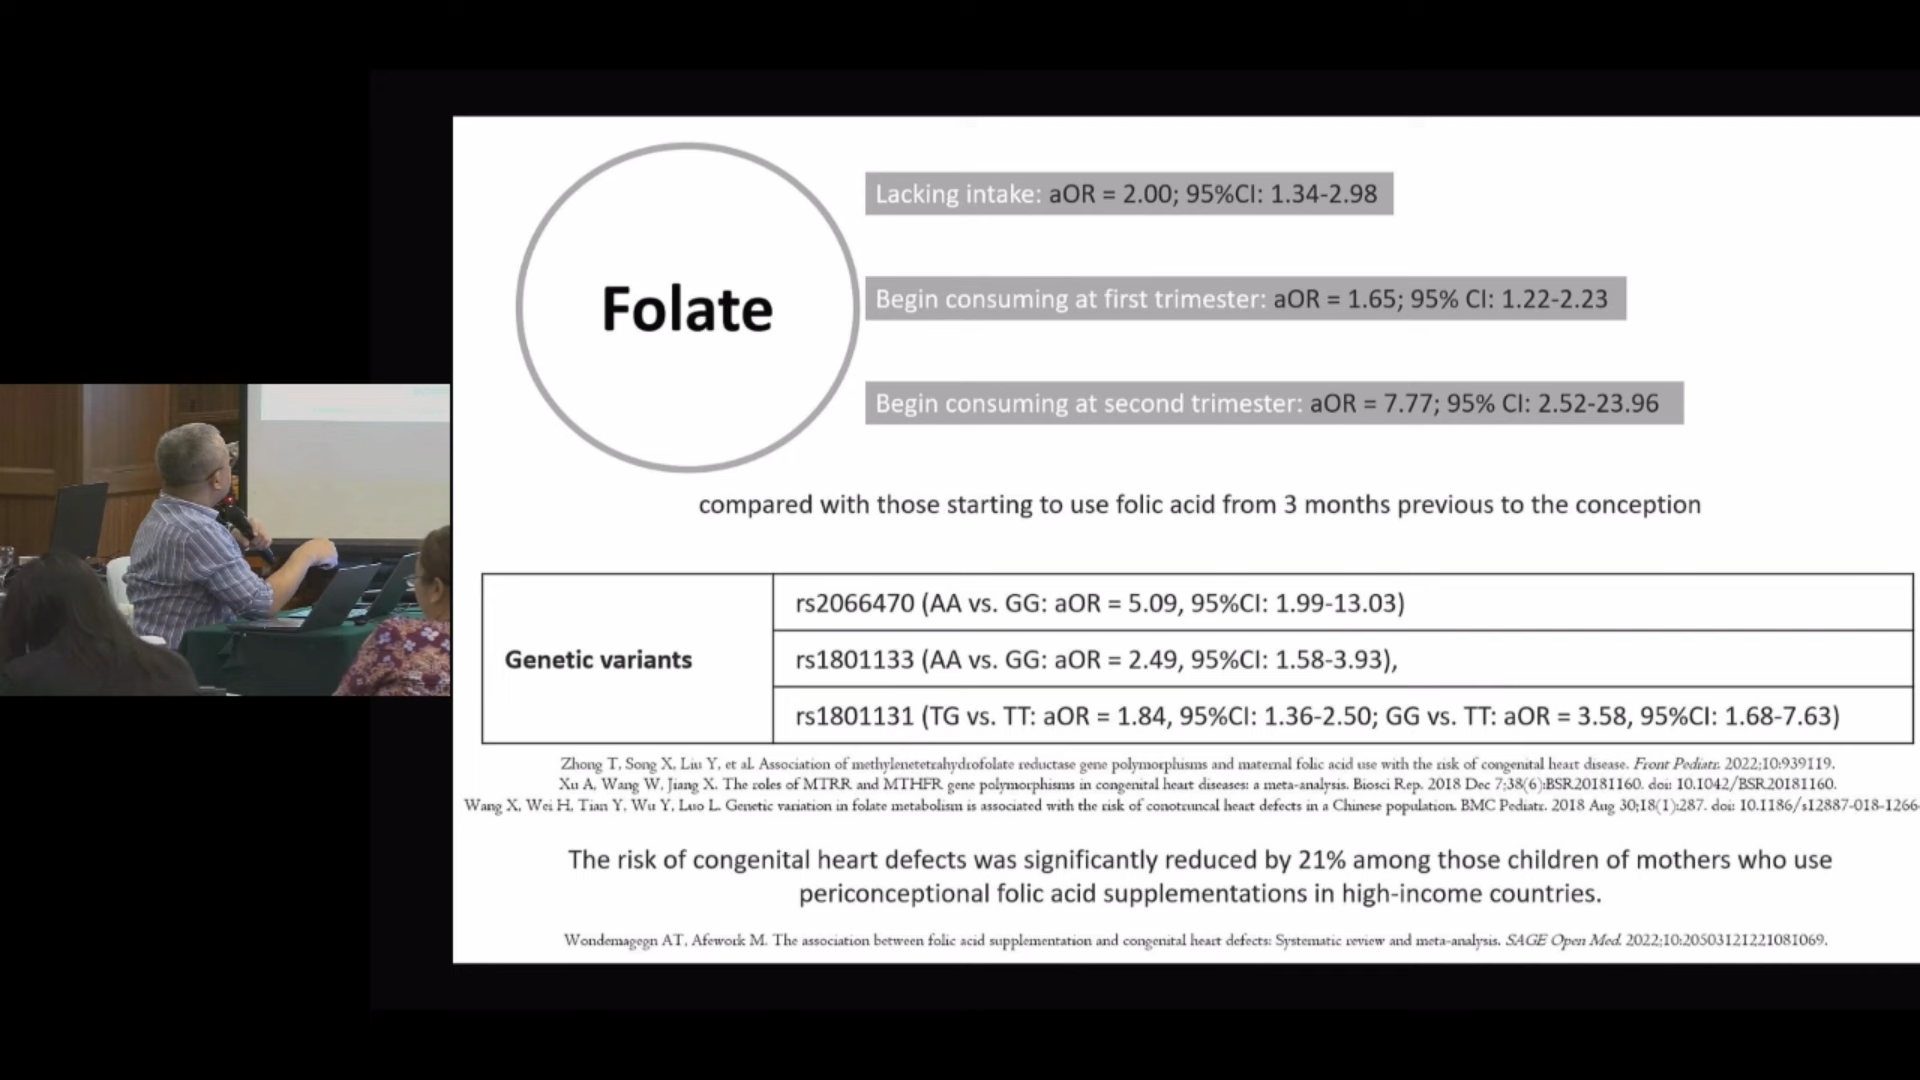 Folate
Lacking intake: aOR = 2.00; 95%CI: 1.34-2.98
Begin consuming at first trimester: aOR = 1.65; 95% CI: 1.22-2.23
Begin consuming at second trimester: aOR = 7.77; 95% CI: 2.52-23.96
compared with those starting to use folic acid from 3 months previous to the conception
Genetic variants
rs2066470 (AA vs. GG: aOR = 5.09, 95%CI: 1.99-13.03)
rs1801133 (AA vs. GG: aOR = 2.49, 95%CI: 1.58-3.93),
rs1801131 (TG vs. TT: aOR = 1.84, 95%CI: 1.36-2.50; GG vs. TT: aOR = 3.58, 95%CI: 1.68-7.63)
Zhong T, Song X, Liu Y, et al. Association of methylenetetrahydrofolate reductase gene polymorphisms and maternal folic acid use with the risk of congenital heart disease. Front Pediatr. 2022;10:939119.
Xu A, Wang W, Jiang X. The roles of MTRR and MTHFR gene polymorphisms in congenital heart diseases: a meta-analysis. Biosci Rep. 2018 Dec 7;38(6):BSR20181160. doi: 10.1042/BSR20181160.
Wang X, Wei H, Tian Y, Wu Y, Luo L. Genetic variation in folate metabolism is associated with the risk of conotruncal heart defects in a Chinese population. BMC Pediatr. 2018 Aug 30;18(1):287. doi: 10.1186/s12887-018-1266-
The risk of congenital heart defects was significantly reduced by 21% among those children of mothers who use
periconceptional folic acid supplementations in high-income countries.
Wondemagegn AT, Afework M. The association between folic acid supplementation and congenital heart defects: Systematic review and meta-analysis. SAGE Open Med. 2022;10:20503121221081069.